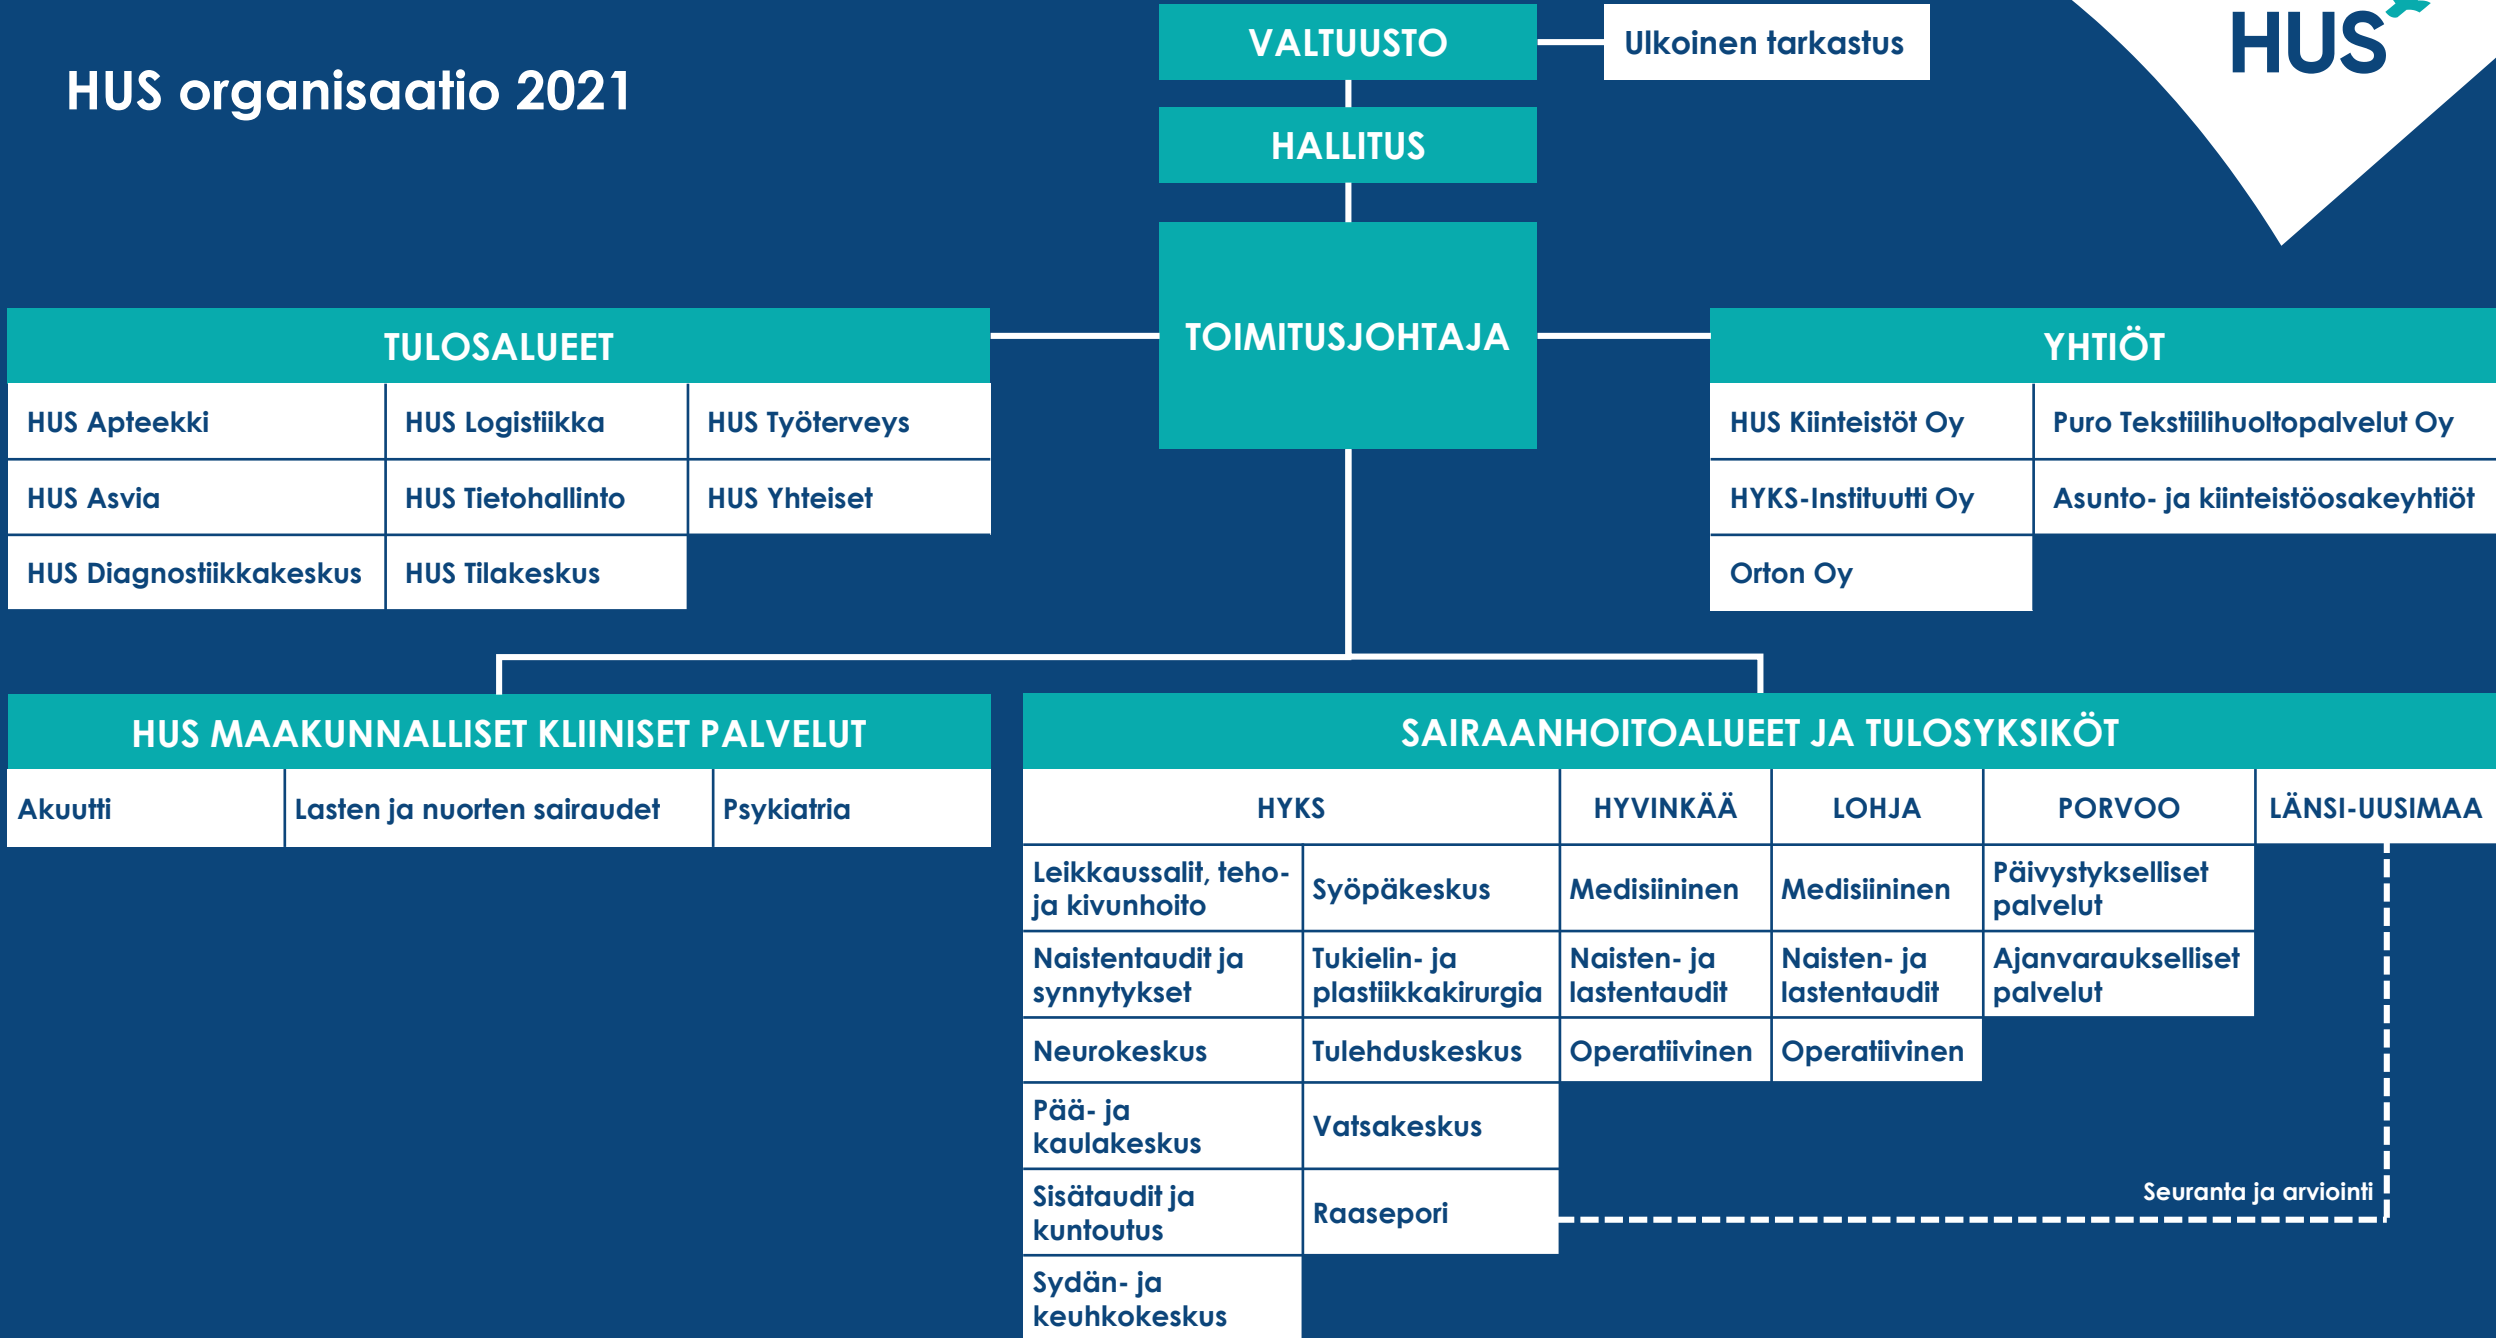 HUS organisaatio 2021
VALTUUSTO
Ulkoinen tarkastus
HUS
HALLITUS
TOIMITUSJOHTAJA
TULOSALUEET
HUS Apteekki
HUS Logistiikka
HUS Työterveys
HUS Asvia
HUS Tietohallinto
HUS Yhteiset
HUS Diagnostiikkakeskus
HUS Tilakeskus
YHTIÖT
HUS Kiinteistöt Oy
Puro Tekstiilihuoltopalvelut Oy
HYKS-Instituutti Oy
Asunto- ja kiinteistöosakeyhtiöt
Orton Oy
HUS MAAKUNNALLISET KLIINISET PALVELUT
Akuutti
Lasten ja nuorten sairaudet
Psykiatria
SAIRAANHOITOALUEET JA TULOSYKSIKÖT
HYKS
HYVINKÄÄ
LOHJA
PORVOO
LÄNSI-UUSIMAA
Leikkaussalit, teho-
ja kivunhoito
Syöpäkeskus
Medisiininen
Medisiininen
Päivystykselliset
palvelut
Naistentaudit ja
synnytykset
Tukielin- ja
plastiikkakirurgia
Naisten- ja
lastentaudit
Naisten- ja
lastentaudit
Ajanvaraukselliset
palvelut
Neurokeskus
Tulehduskeskus
Operatiivinen
Operatiivinen
Pää- ja
kaulakeskus
Vatsakeskus
Sisätaudit ja
kuntoutus
Raasepori
Seuranta ja arviointi
Sydän- ja
keuhkokeskus